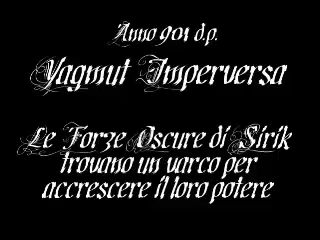 Anno 901 d.p.
Yagmut Imperversa
Le Forze Oscure di Sirik
trovano un varco per
accrescere il loro potere